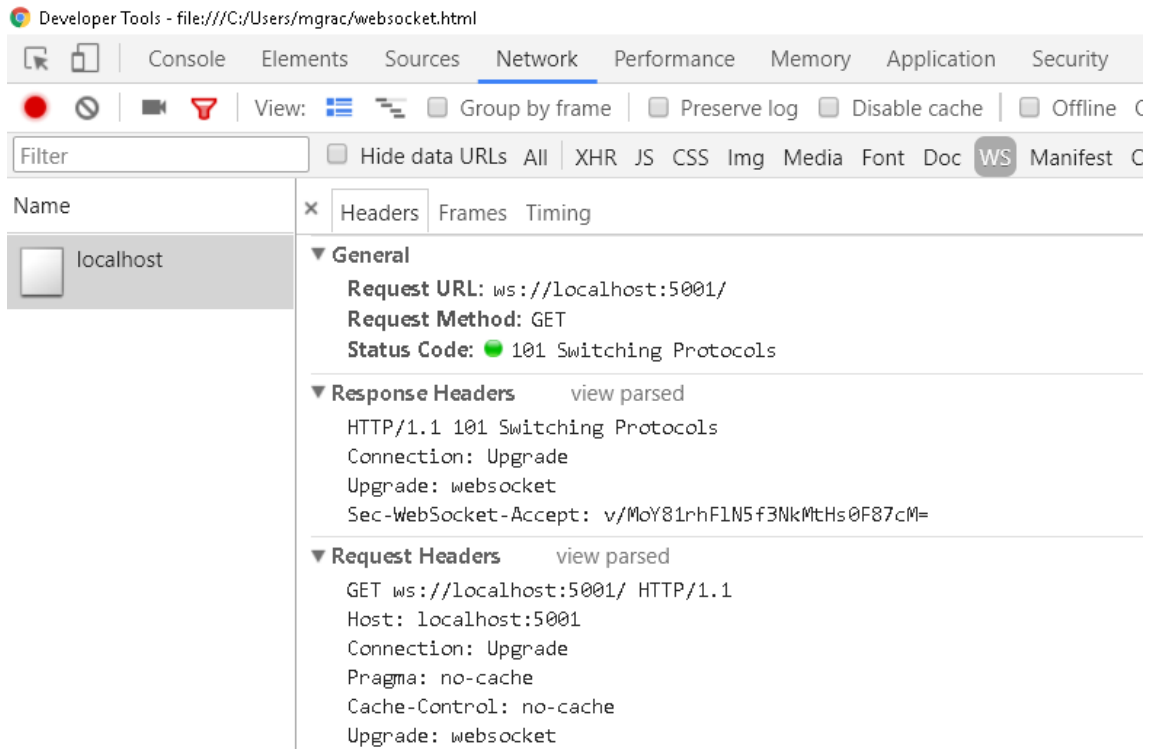 Developer Tools - file:///C:/Users/mgrac/websocket.html
Console Elements Sources Network Performance Memory Application Security
View: Group by frame Preserve log Disable cache Offline
Filter Hide data URLs All XHR JS CSS Img Media Font Doc WS Manifest
Name
× Headers Frames Timing
localhost
General
Request URL: ws://localhost:5001/
Request Method: GET
Status Code: 101 Switching Protocols
Response Headers view parsed
HTTP/1.1 101 Switching Protocols
Connection: Upgrade
Upgrade: websocket
Sec-WebSocket-Accept: v/MoY81rhFlN5f3NkMtHs0F87cM=
Request Headers view parsed
GET ws://localhost:5001/ HTTP/1.1
Host: localhost:5001
Connection: Upgrade
Pragma: no-cache
Cache-Control: no-cache
Upgrade: websocket